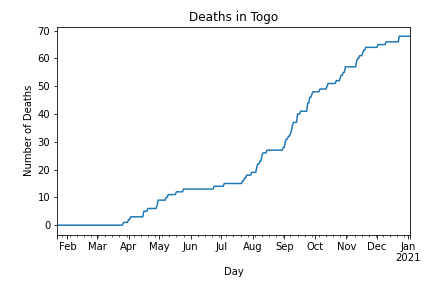 Deaths in Togo
Number of Deaths
70
60
50
40
30
20
10
0
Feb Mar Apr May Jun Jul Aug Sep Oct Nov Dec Jan
2021
Day